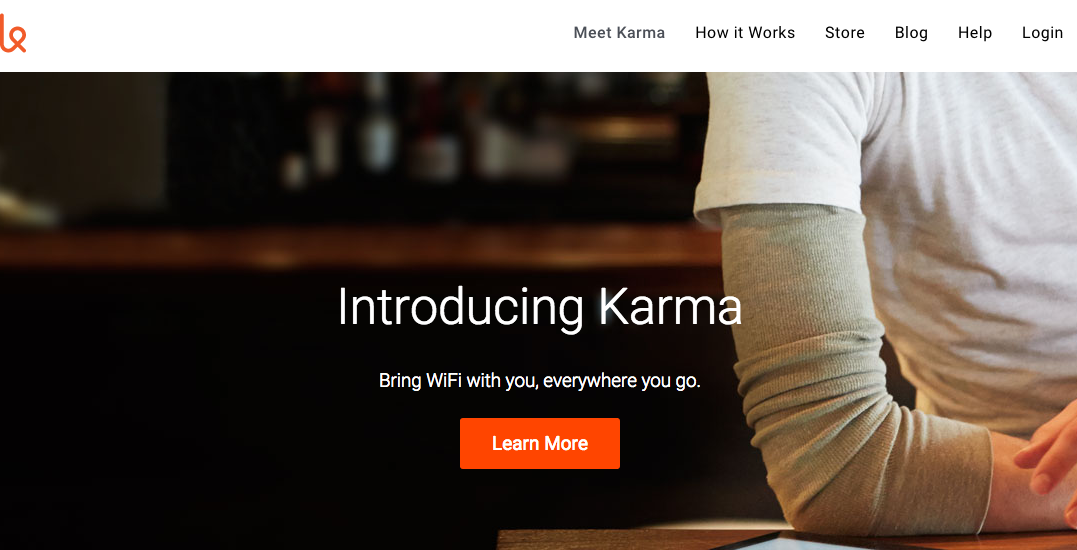 Meet Karma How it Works Store Blog Help Login
Introducing Karma
Bring WiFi with you, everywhere you go.
Learn More